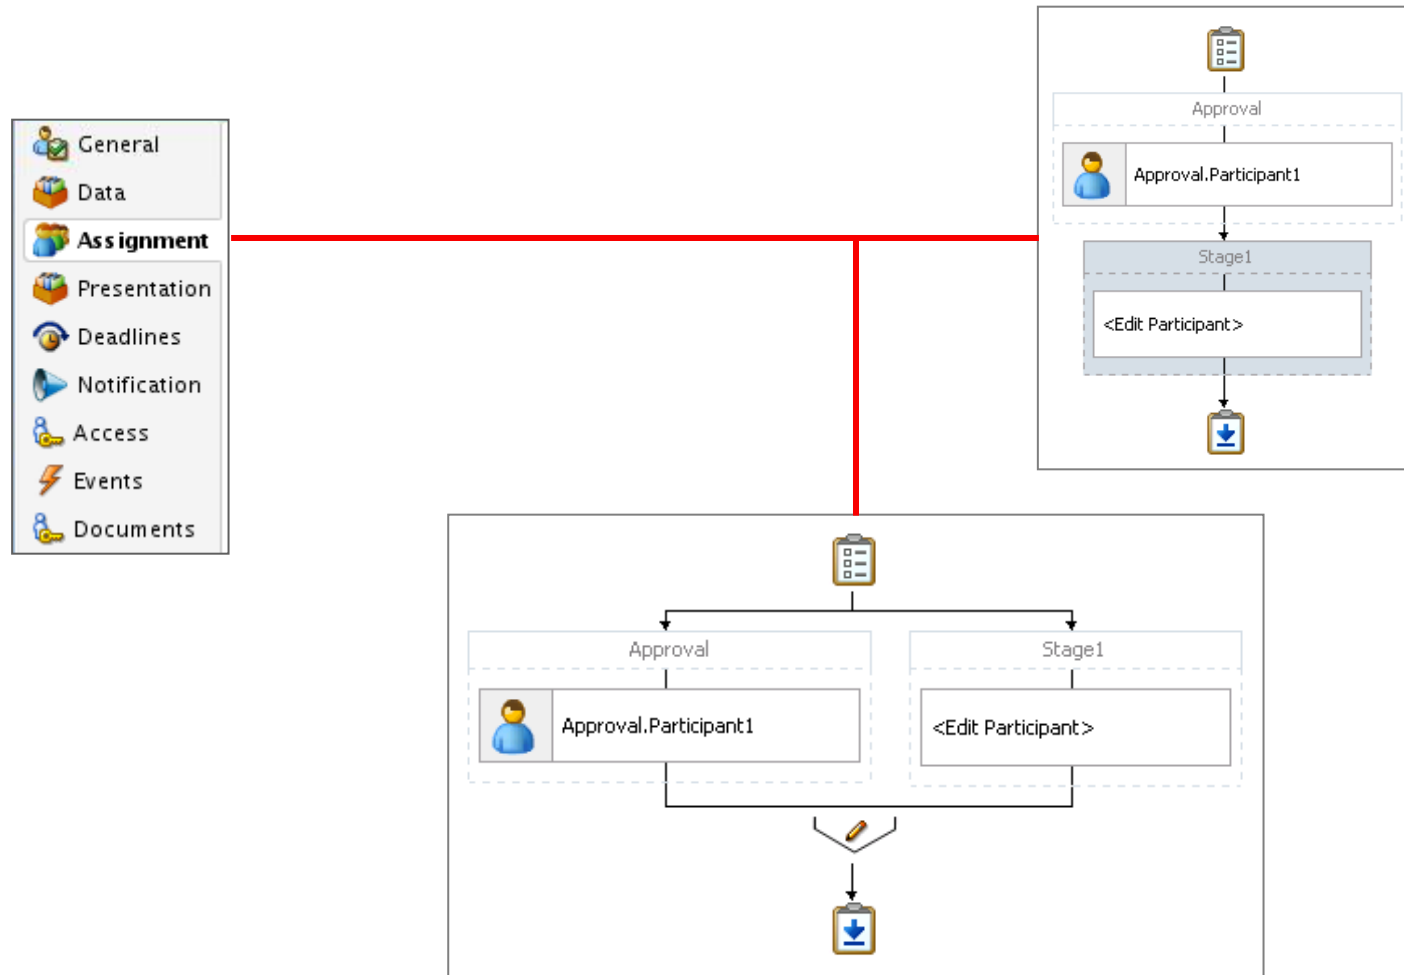 General
Data
Assignment
Presentation
Deadlines
Notification
Access
Events
Documents
Approval
Approval.Participant1
Stage1
<Edit Participant>
Approval
Stage1
Approval.Participant1
<Edit Participant>